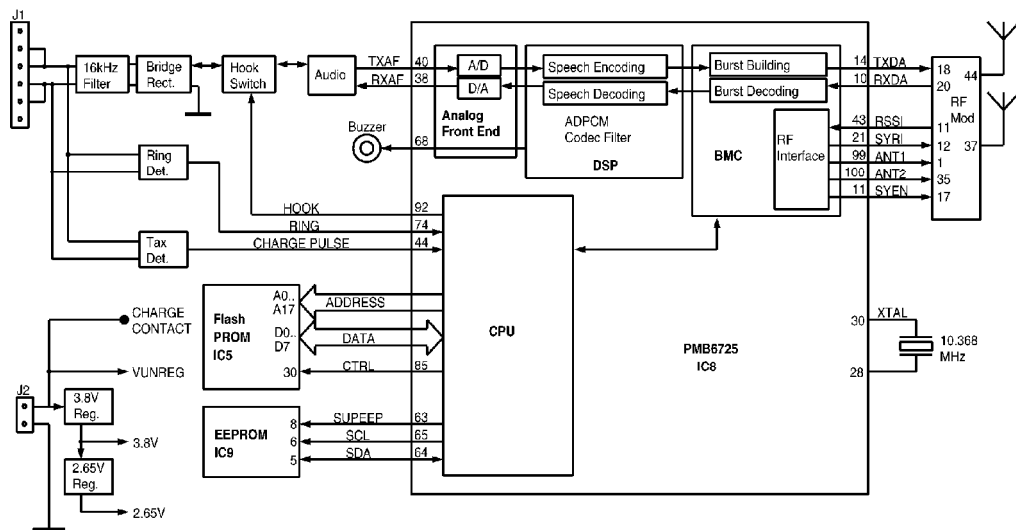 J1
16kHz
Filter
Bridge
Rect.
Hook
Switch
Audio
TXAF 40
RXAF 38
A/D
D/A
Analog
Front End
Speech Encoding
Speech Decoding
ADPCM
Codec Filter
DSP
Burst Building
Burst Decoding
BMC
RF
Interface
14 TXDA
10 RXDA
43 RSSI
21 SYRI
99 ANT1
100 ANT2
11 SYEN
18
20
11
12
1
35
17
RF
Mod
44
37
Buzzer
68
Ring
Det.
Tax
Det.
HOOK 92
RING 74
CHARGE PULSE 44
CPU
PMB6725
IC8
30 XTAL
28
10.368
MHz
Flash
PROM
IC5
A0..
A17
D0..
D7
30
ADDRESS
DATA
CTRL 85
EEPROM
IC9
8
6
5
SUPEEP 63
SCL 65
SDA 64
CHARGE
CONTACT
VUNREG
J2
3.8V
Reg.
3.8V
2.65V
Reg.
2.65V